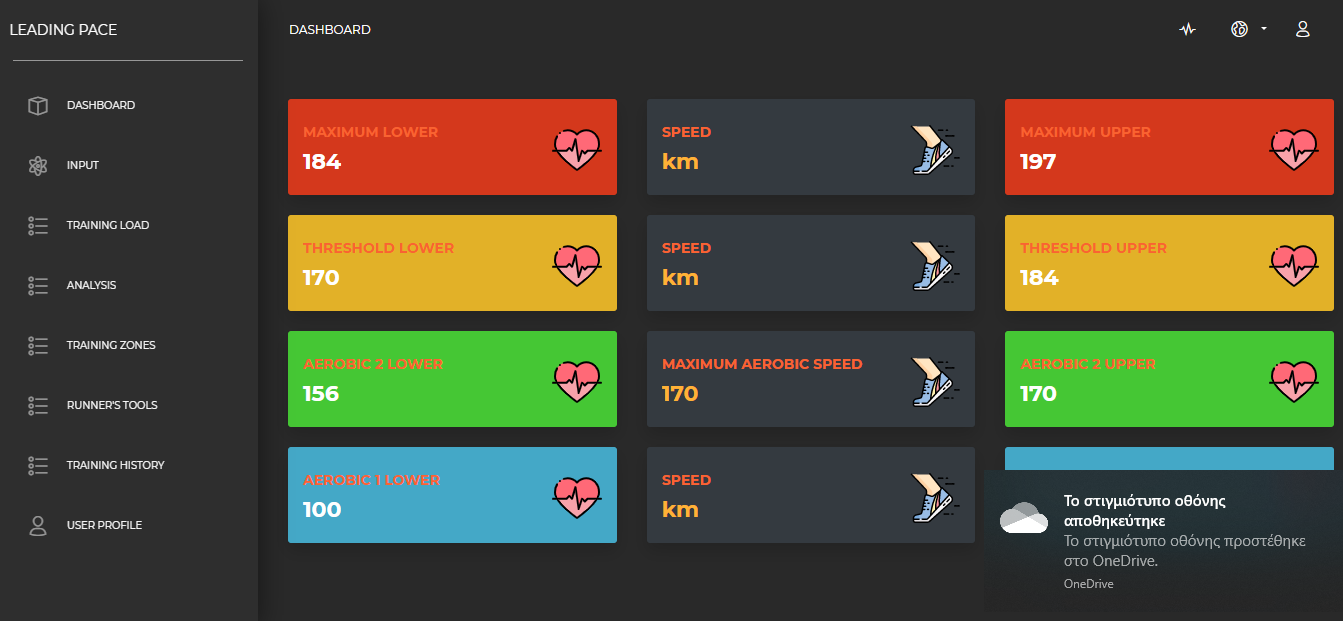 LEADING PACE
DASHBOARD
INPUT
TRAINING LOAD
ANALYSIS
TRAINING ZONES
RUNNER'S TOOLS
TRAINING HISTORY
USER PROFILE
DASHBOARD
MAXIMUM LOWER
184
SPEED
km
MAXIMUM UPPER
197
THRESHOLD LOWER
170
SPEED
km
THRESHOLD UPPER
184
AEROBIC 2 LOWER
156
MAXIMUM AEROBIC SPEED
170
AEROBIC 2 UPPER
170
AEROBIC 1 LOWER
100
SPEED
km
Το στιγμιότυπο οθόνης
αποθηκεύτηκε
Το στιγμιότυπο οθόνης προστέθηκε
στο OneDrive.
OneDrive